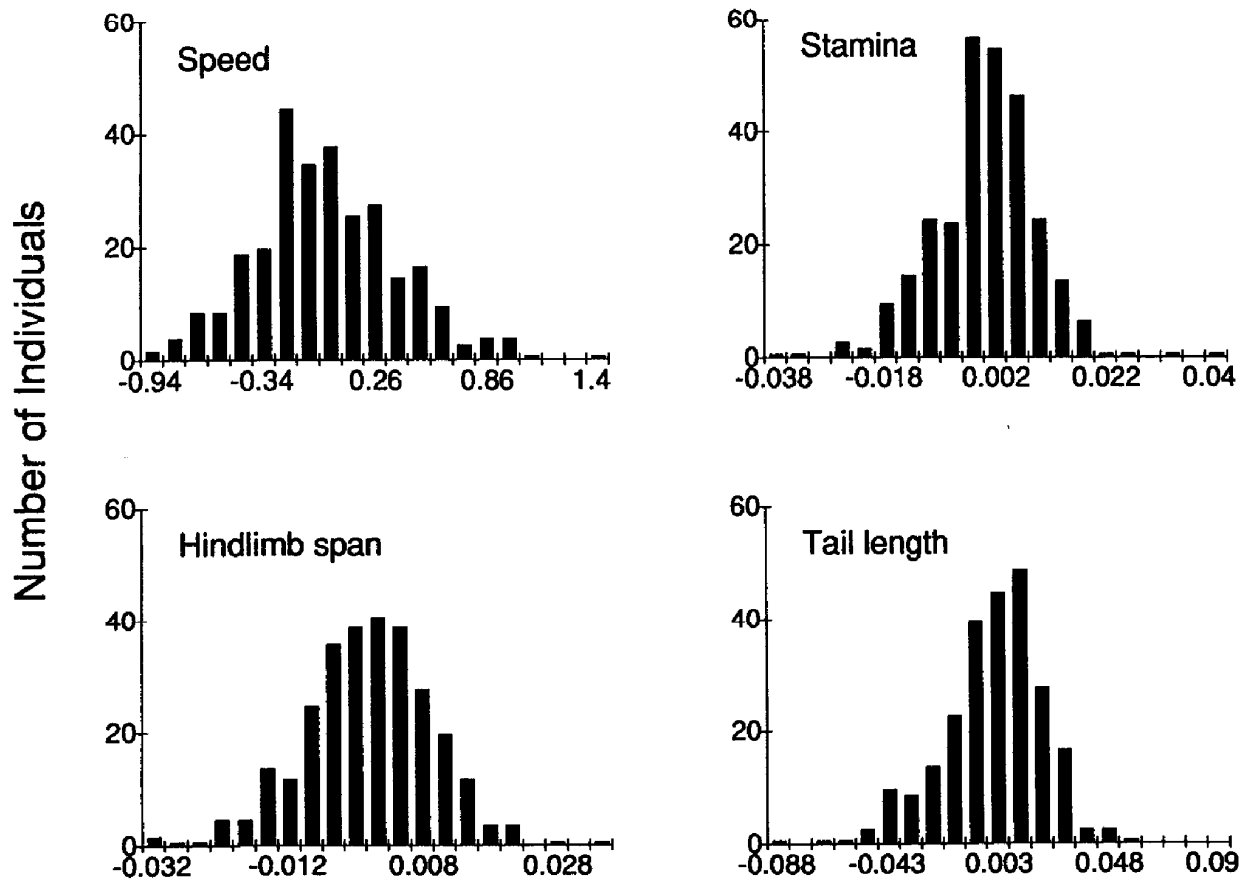 Number of Individuals
Speed
60
40
20
0
-0.94 -0.34 0.26 0.86 1.4
Stamina
60
40
20
0
-0.038 -0.018 0.002 0.022 0.04
Hindlimb span
60
40
20
0
-0.032 -0.012 0.008 0.028
Tail length
60
40
20
0
-0.088 -0.043 0.003 0.048 0.09